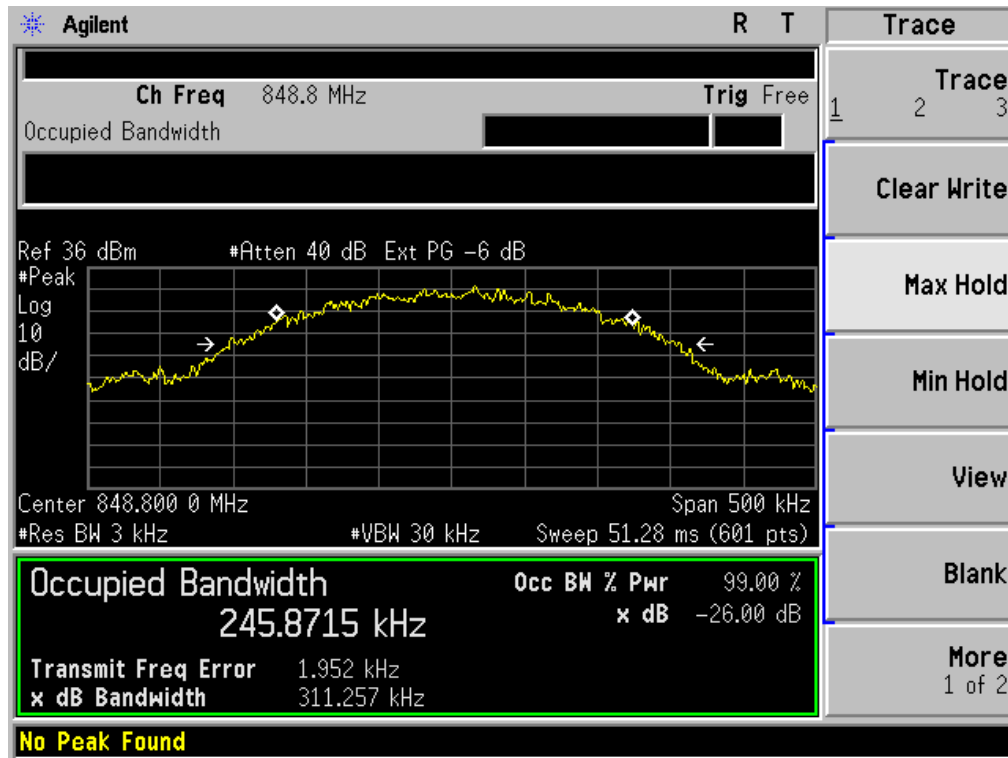 Agilent R T
Ch Freq 848.8 MHz Trig Free
Occupied Bandwidth
Ref 36 dBm #Atten 40 dB Ext PG -6 dB
#Peak
Log
10
dB/
Center 848.800 0 MHz Span 500 kHz
#Res BW 3 kHz #VBW 30 kHz Sweep 51.28 ms (601 pts)
Occupied Bandwidth
245.8715 kHz
Occ BW % Pwr 99.00 %
x dB -26.00 dB
Transmit Freq Error 1.952 kHz
x dB Bandwidth 311.257 kHz
No Peak Found
Trace
Trace
1 2 3
Clear Write
Max Hold
Min Hold
View
Blank
More
1 of 2